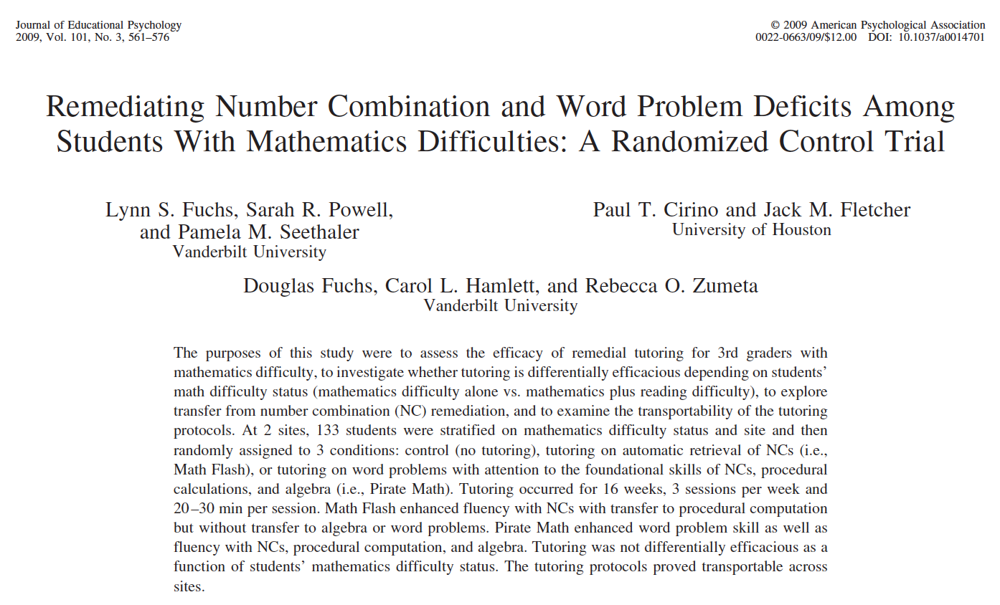 Journal of Educational Psychology
2009, Vol. 101, No. 3, 561–576
© 2009 American Psychological Association
0022-0663/09/$12.00 DOI: 10.1037/a0014701
Remediating Number Combination and Word Problem Deficits Among
Students With Mathematics Difficulties: A Randomized Control Trial
Lynn S. Fuchs, Sarah R. Powell,
and Pamela M. Seethaler
Vanderbilt University
Paul T. Cirino and Jack M. Fletcher
University of Houston
Douglas Fuchs, Carol L. Hamlett, and Rebecca O. Zumeta
Vanderbilt University
The purposes of this study were to assess the efficacy of remedial tutoring for 3rd graders with
mathematics difficulty, to investigate whether tutoring is differentially efficacious depending on students’
math difficulty status (mathematics difficulty alone vs. mathematics plus reading difficulty), to explore
transfer from number combination (NC) remediation, and to examine the transportability of the tutoring
protocols. At 2 sites, 133 students were stratified on mathematics difficulty status and site and then
randomly assigned to 3 conditions: control (no tutoring), tutoring on automatic retrieval of NCs (i.e.,
Math Flash), or tutoring on word problems with attention to the foundational skills of NCs, procedural
calculations, and algebra (i.e., Pirate Math). Tutoring occurred for 16 weeks, 3 sessions per week and
20–30 min per session. Math Flash enhanced fluency with NCs with transfer to procedural computation
but without transfer to algebra or word problems. Pirate Math enhanced word problem skill as well as
fluency with NCs, procedural computation, and algebra. Tutoring was not differentially efficacious as a
function of students’ mathematics difficulty status. The tutoring protocols proved transportable across
sites.